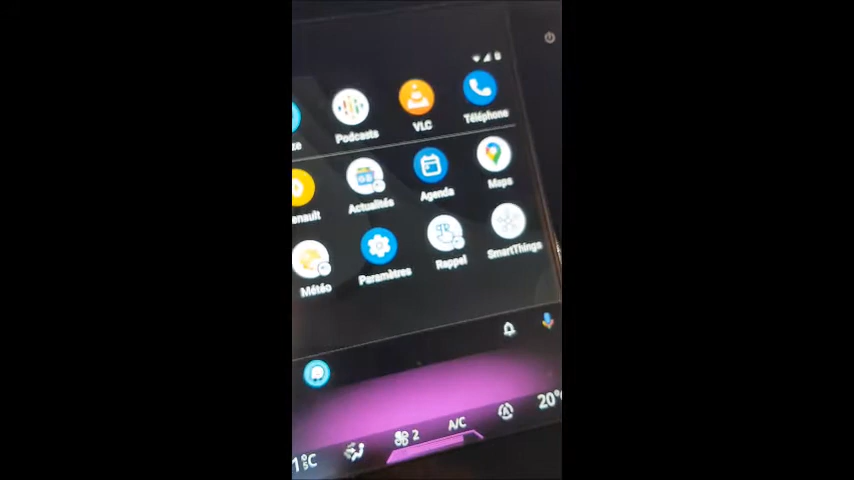 Podcasts
VLC
Téléphone
Actualités
Agenda
Maps
Météo
Paramètres
Rappel
SmartThings
2
A/C
20°